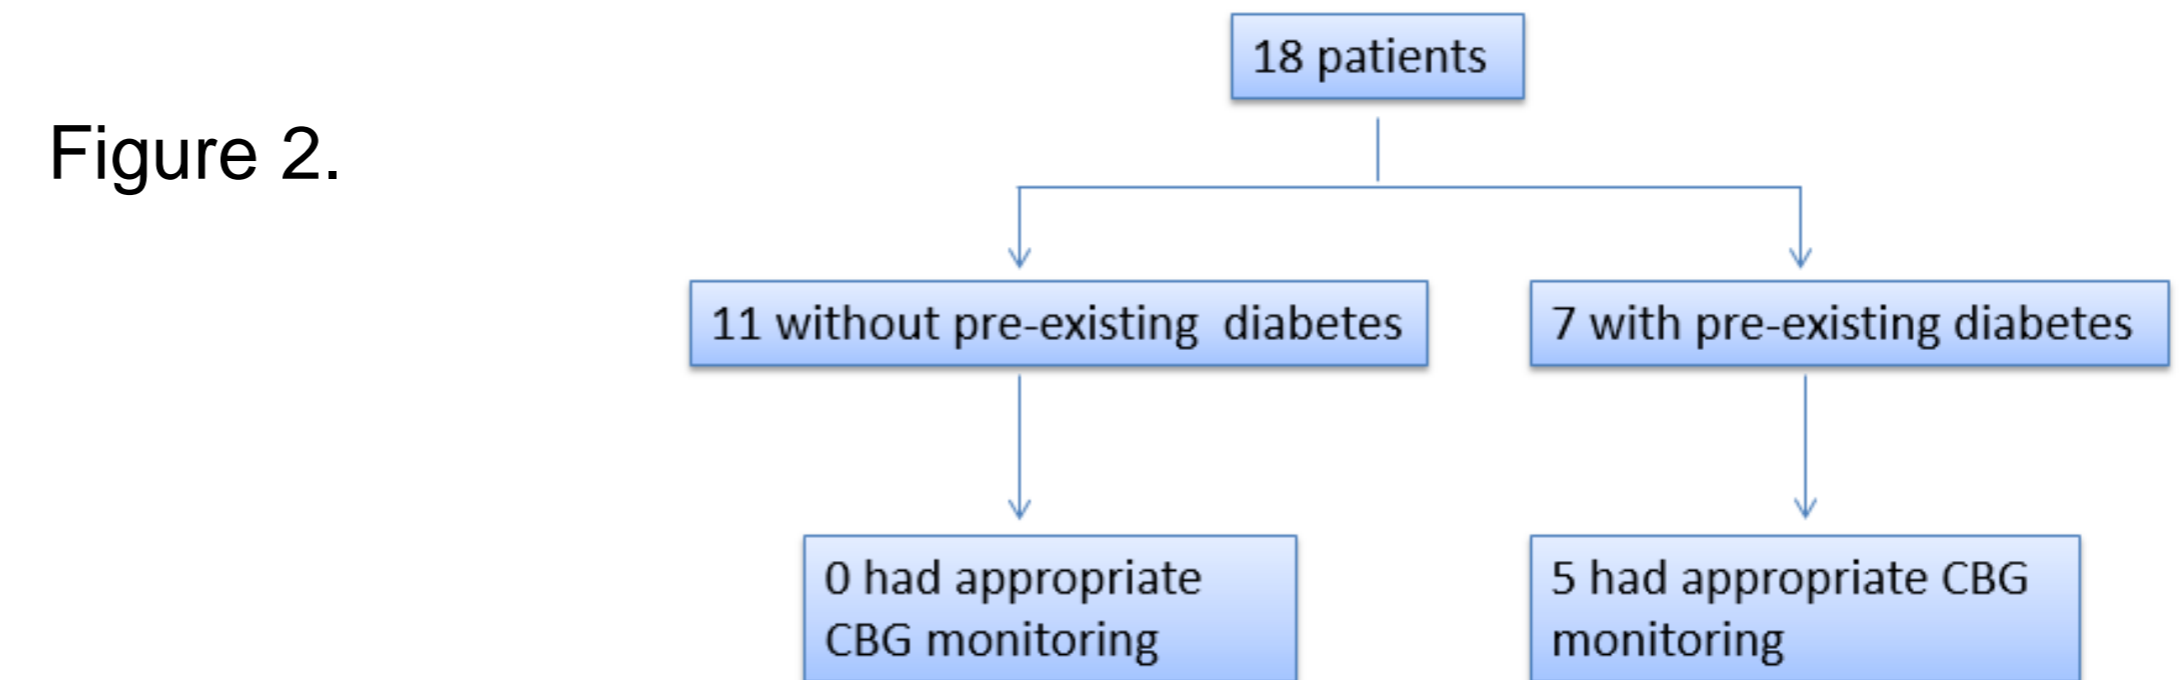 18 patients
Figure 2.
11 without pre-existing  diabetes
7 with pre-existing diabetes
0 had appropriate
CBG monitoring
5 had appropriate CBG
monitoring